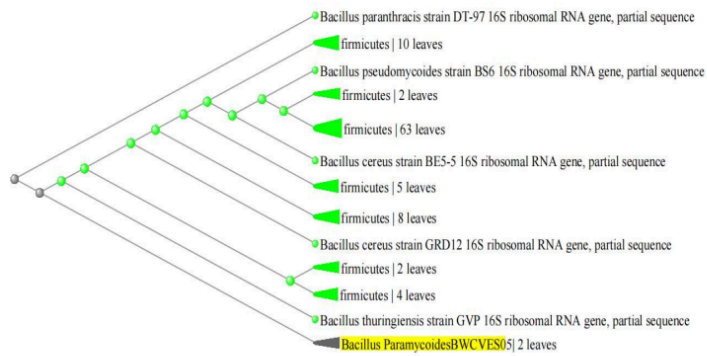 Bacillus paranthracis strain DT-97 16S ribosomal RNA gene, partial sequence
firmicutes | 10 leaves
Bacillus pseudomycoides strain BS6 16S ribosomal RNA gene, partial sequence
firmicutes | 2 leaves
firmicutes | 63 leaves
Bacillus cereus strain BE5-5 16S ribosomal RNA gene, partial sequence
firmicutes | 5 leaves
firmicutes | 8 leaves
Bacillus cereus strain GRD12 16S ribosomal RNA gene, partial sequence
firmicutes | 2 leaves
firmicutes | 4 leaves
Bacillus thuringiensis strain GVP 16S ribosomal RNA gene, partial sequence
Bacillus ParamycoidesBWCVES05| 2 leaves